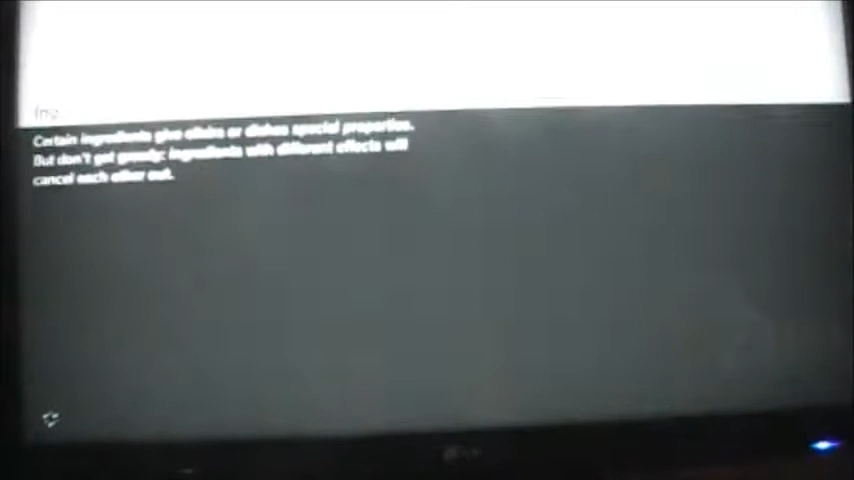 Certain ingredients give elixirs or dishes special properties.
But don't get greedy: ingredients with different effects will
cancel each other out.